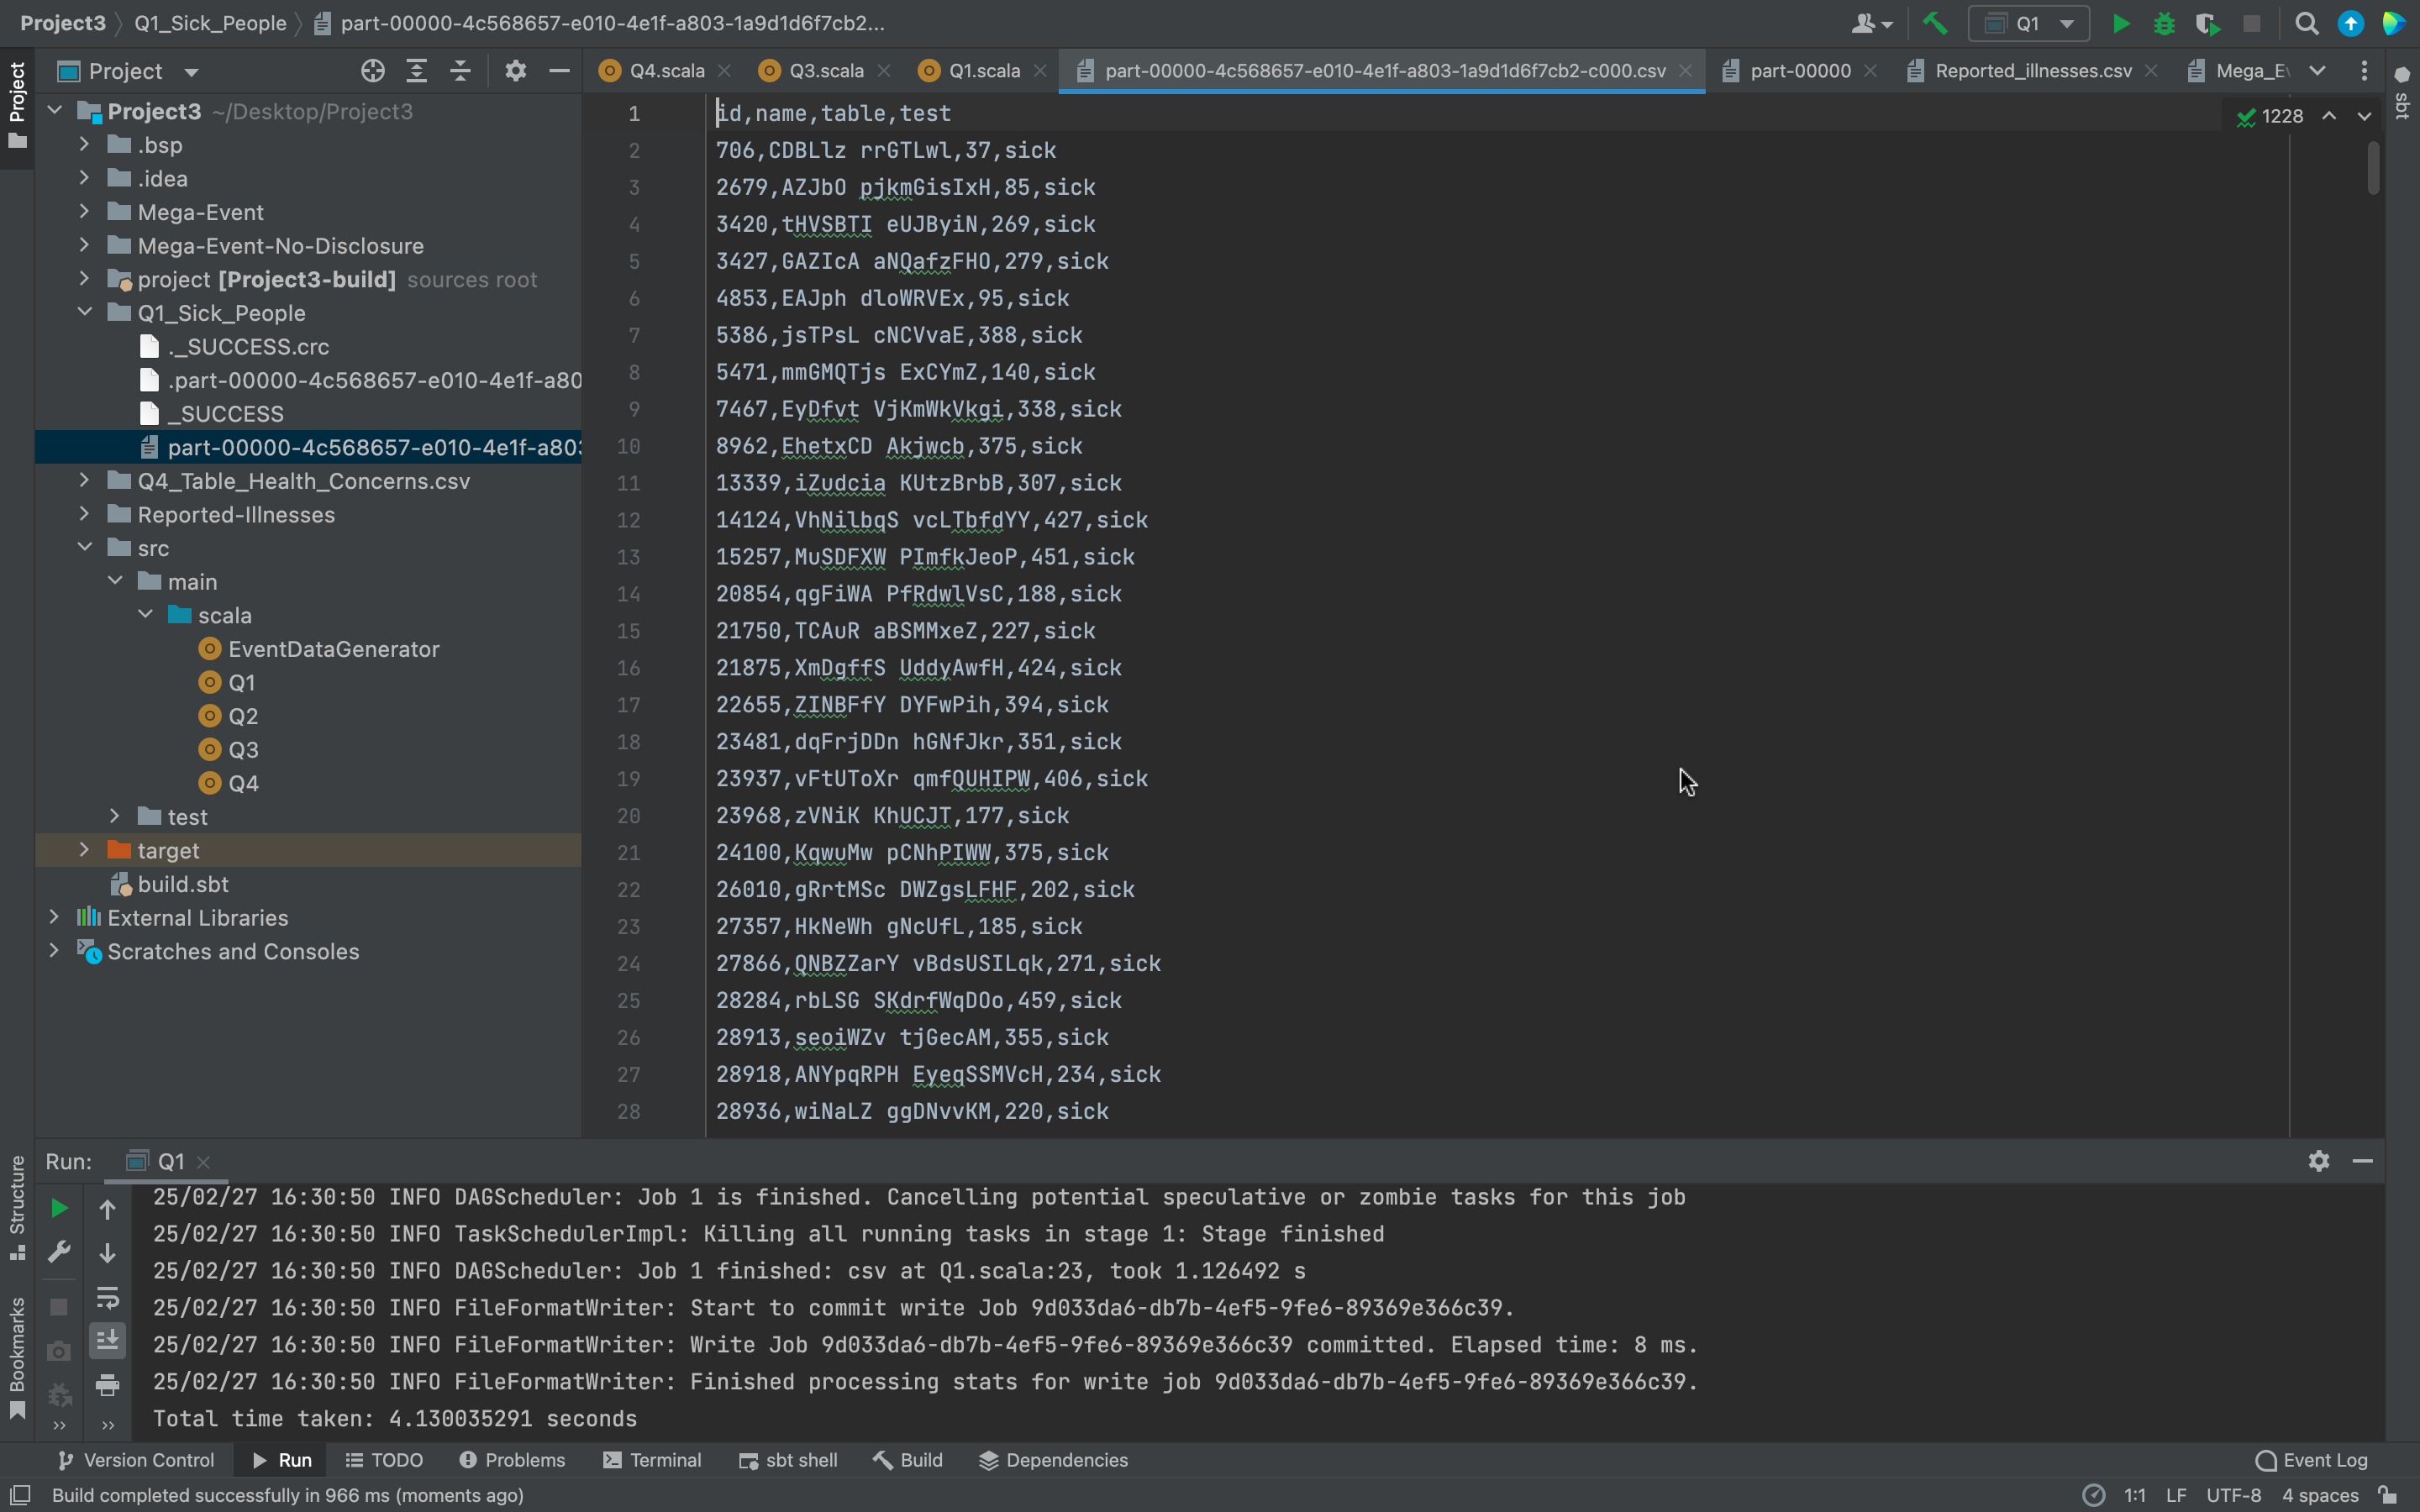 Project3 Q1_Sick_People part-00000-4c568657-e010-4e1f-a803-1a9d1d6f7cb2...
Q1
Project
Project
Q4.scala
Q3.scala
Q1.scala
part-00000-4c568657-e010-4e1f-a803-1a9d1d6f7cb2-c000.csv
part-00000
Reported_illnesses.csv
Mega_E
sbt
Project3 ~/Desktop/Project3
.bsp
.idea
Mega-Event
Mega-Event-No-Disclosure
project [Project3-build] sources root
Q1_Sick_People
._SUCCESS.crc
.part-00000-4c568657-e010-4e1f-a80
_SUCCESS
part-00000-4c568657-e010-4e1f-a80
Q4_Table_Health_Concerns.csv
Reported-Illnesses
src
main
scala
EventDataGenerator
Q1
Q2
Q3
Q4
test
target
build.sbt
External Libraries
Scratches and Consoles
1228
1 id,name,table,test
2 706,CDBLlz rrGTLwl,37,sick
3 2679,AZJbO pjkmGisIxH,85,sick
4 3420,tHVSBTI eUJByiN,269,sick
5 3427,GAZIcA aNQafzFHO,279,sick
6 4853,EAJph dloWRVEx,95,sick
7 5386,jsTPsL cNCVvaE,388,sick
8 5471,mmGMQTjs ExCYmZ,140,sick
9 7467,EyDfvt VjKmWkVkgi,338,sick
10 8962,EhetxCD Akjwcb,375,sick
11 13339,iZudcia KUtzBrbB,307,sick
12 14124,VhNilbqS vcLTbfdYY,427,sick
13 15257,MuSDFXW PImfkJeoP,451,sick
14 20854,qgFiWA PfRdwlVsC,188,sick
15 21750,TCAuR aBSMMxeZ,227,sick
16 21875,XmDgffS UddyAwfH,424,sick
17 22655,ZINBFfY DYFwPih,394,sick
18 23481,dqFrjDDn hGNfJkr,351,sick
19 23937,vFtUToXr qmfQUHIPW,406,sick
20 23968,zVNiK KhUCJT,177,sick
21 24100,KqwuMw pCNhPIWW,375,sick
22 26010,gRrtMSc DWZgsLFHF,202,sick
23 27357,HkNeWh gNcUfL,185,sick
24 27866,QNBZZarY vBdsUSILqk,271,sick
25 28284,rbLSG SKdrfWqDOo,459,sick
26 28913,seoiWZv tjGecAM,355,sick
27 28918,ANYpqRPH EyeqSSMVcH,234,sick
28 28936,wiNaLZ ggDNvvKM,220,sick
Structure
Bookmarks
Run: Q1
25/02/27 16:30:50 INFO DAGScheduler: Job 1 is finished. Cancelling potential speculative or zombie tasks for this job
25/02/27 16:30:50 INFO TaskSchedulerImpl: Killing all running tasks in stage 1: Stage finished
25/02/27 16:30:50 INFO DAGScheduler: Job 1 finished: csv at Q1.scala:23, took 1.126492 s
25/02/27 16:30:50 INFO FileFormatWriter: Start to commit write Job 9d033da6-db7b-4ef5-9fe6-89369e366c39.
25/02/27 16:30:50 INFO FileFormatWriter: Write Job 9d033da6-db7b-4ef5-9fe6-89369e366c39 committed. Elapsed time: 8 ms.
25/02/27 16:30:50 INFO FileFormatWriter: Finished processing stats for write job 9d033da6-db7b-4ef5-9fe6-89369e366c39.
Total time taken: 4.130035291 seconds
Version Control Run TODO Problems Terminal sbt shell Build Dependencies Event Log
Build completed successfully in 966 ms (moments ago) 1:1 LF UTF-8 4 spaces